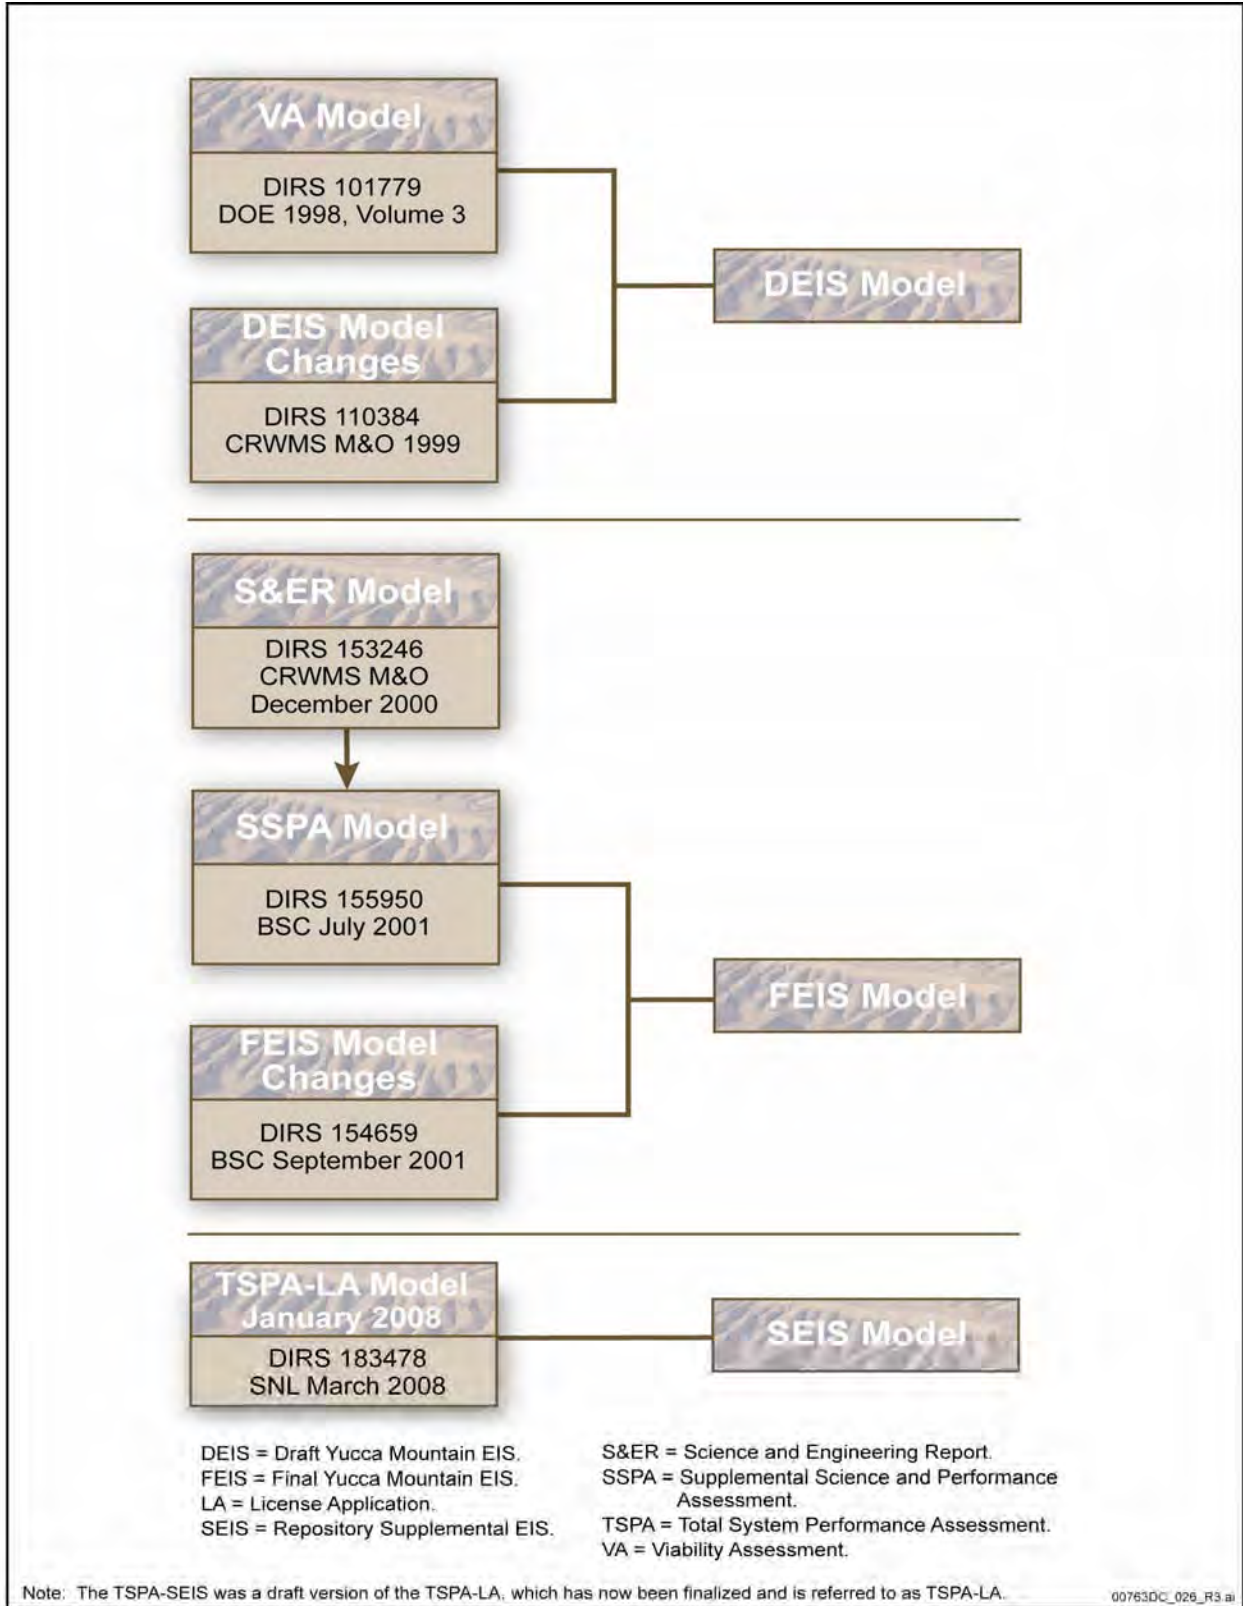 VA Model
DIRS 101779
DOE 1998, Volume 3
DEIS Model
DEIS Model
Changes
DIRS 110384
CRWMS M&O 1999
S&ER Model
DIRS 153246
CRWMS M&O
December 2000
SSPA Model
DIRS 155950
BSC July 2001
FEIS Model
FEIS Model
Changes
DIRS 154659
BSC September 2001
TSPA-LA Model
January 2008
DIRS 183478
SNL March 2008
SEIS Model
DEIS = Draft Yucca Mountain EIS.
FEIS = Final Yucca Mountain EIS.
LA = License Application.
SEIS = Repository Supplemental EIS.
S&ER = Science and Engineering Report.
SSPA = Supplemental Science and Performance
Assessment.
TSPA = Total System Performance Assessment.
VA = Viability Assessment.
Note: The TSPA-SEIS was a draft version of the TSPA-LA, which has now been finalized and is referred to as TSPA-LA.
00763DC_026_R3.ai